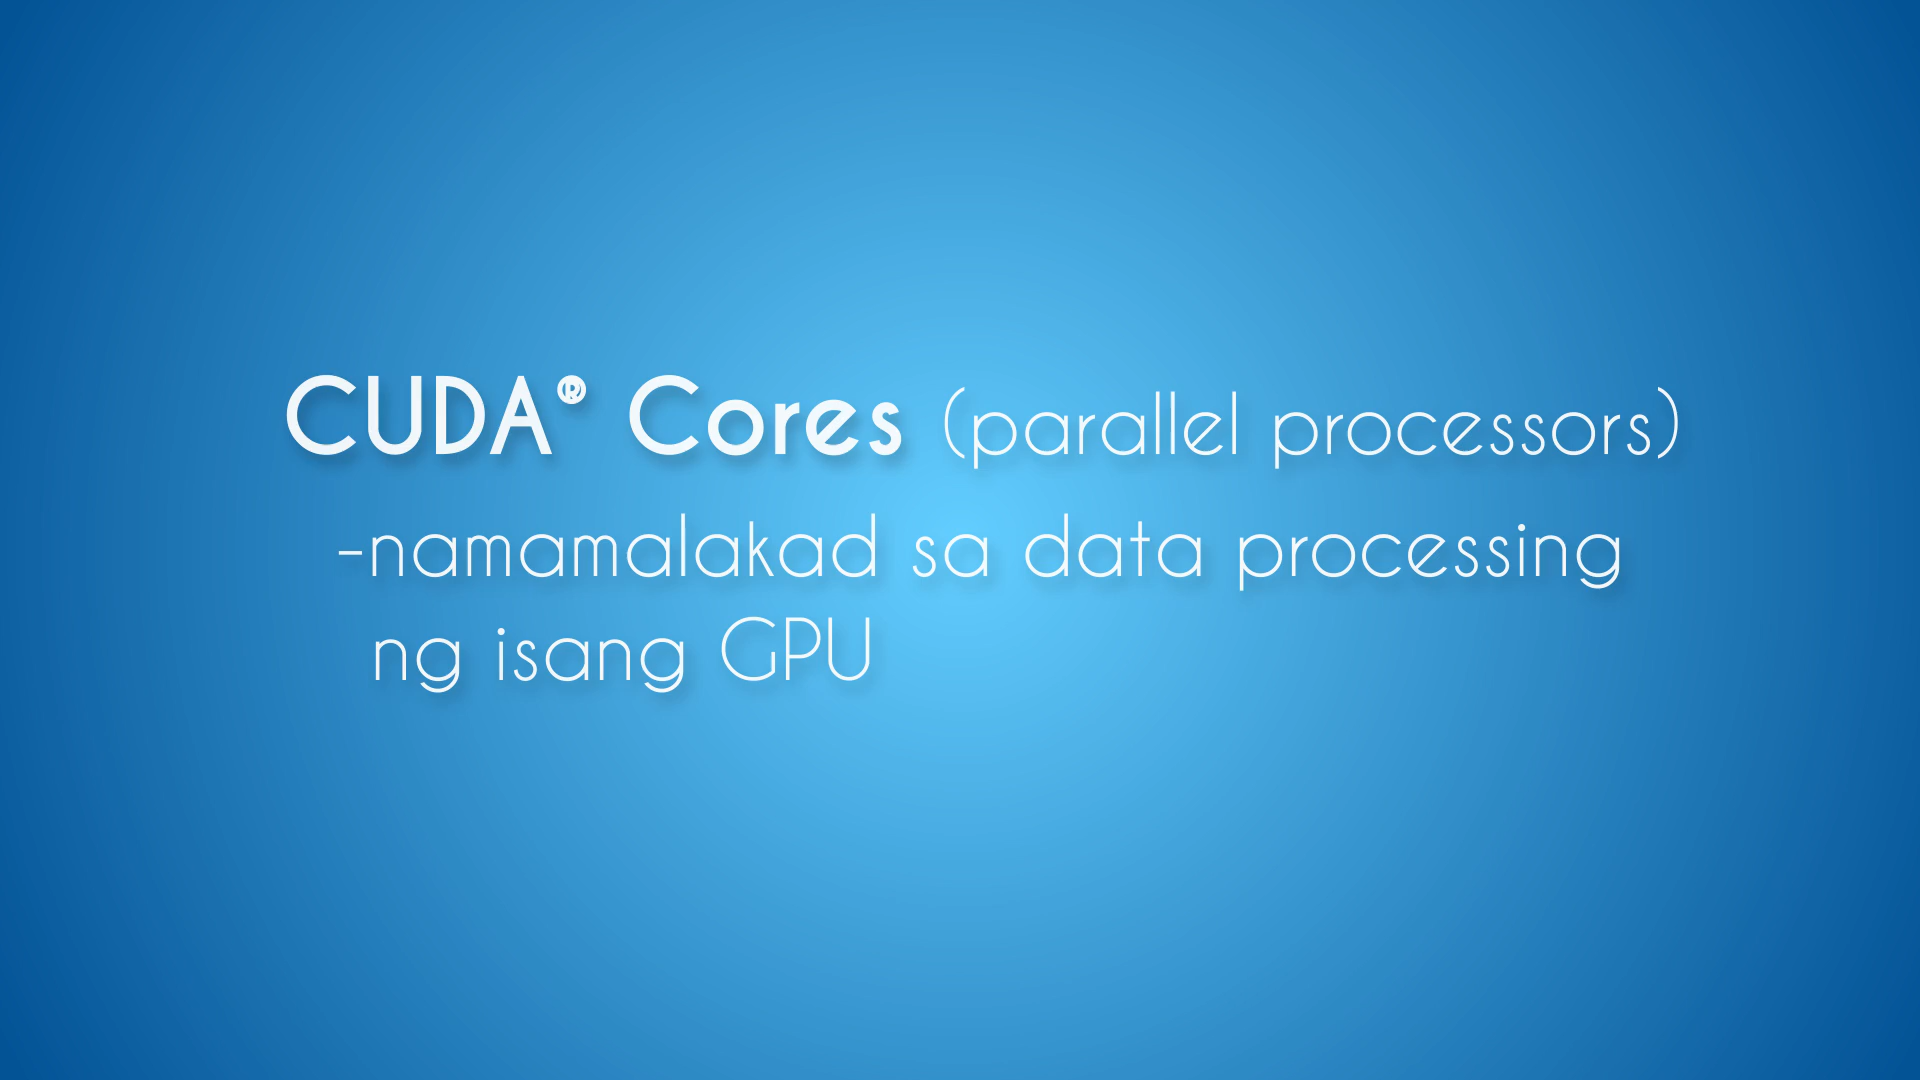 CUDA® Cores (parallel processors)
-namamalakad sa data processing
ng isang GPU